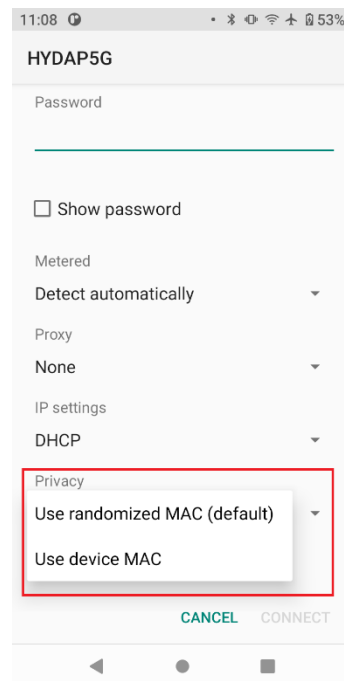 11:08 53%
HYDAP5G
Password
Show password
Metered
Detect automatically
Proxy
None
IP settings
DHCP
Privacy
Use randomized MAC (default)
Use device MAC
CANCEL CONNECT